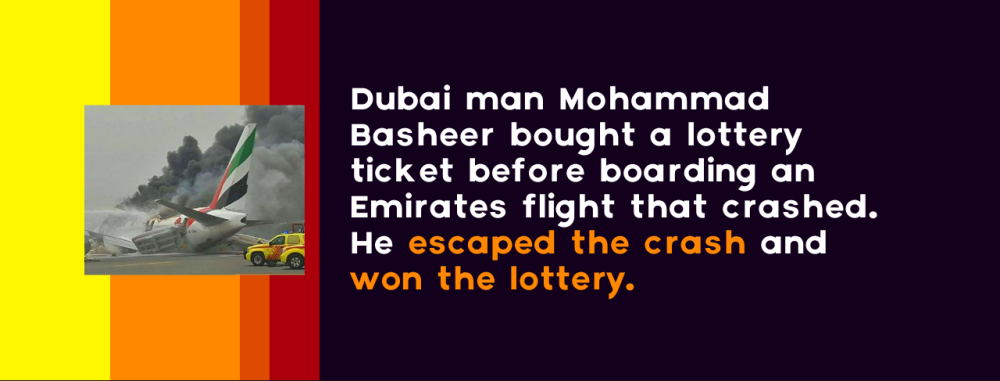 Dubai man Mohammad
Basheer bought a lottery
ticket before boarding an
Emirates flight that crashed.
He escaped the crash and
won the lottery.